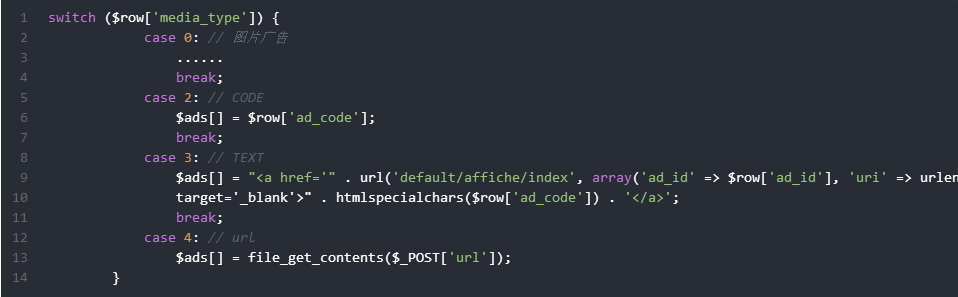 1 switch ($row['media_type']) {
2 case 0: // 图片广告
3 ......
4 break;
5 case 2: // CODE
6 $ads[] = $row['ad_code'];
7 break;
8 case 3: // TEXT
9 $ads[] = "<a href='" . url('default/affiche/index', array('ad_id' => $row['ad_id'], 'uri' => urlen
10 target='_blank'>" . htmlspecialchars($row['ad_code']) . '</a>';
11 break;
12 case 4: // url
13 $ads[] = file_get_contents($_POST['url']);
14 }